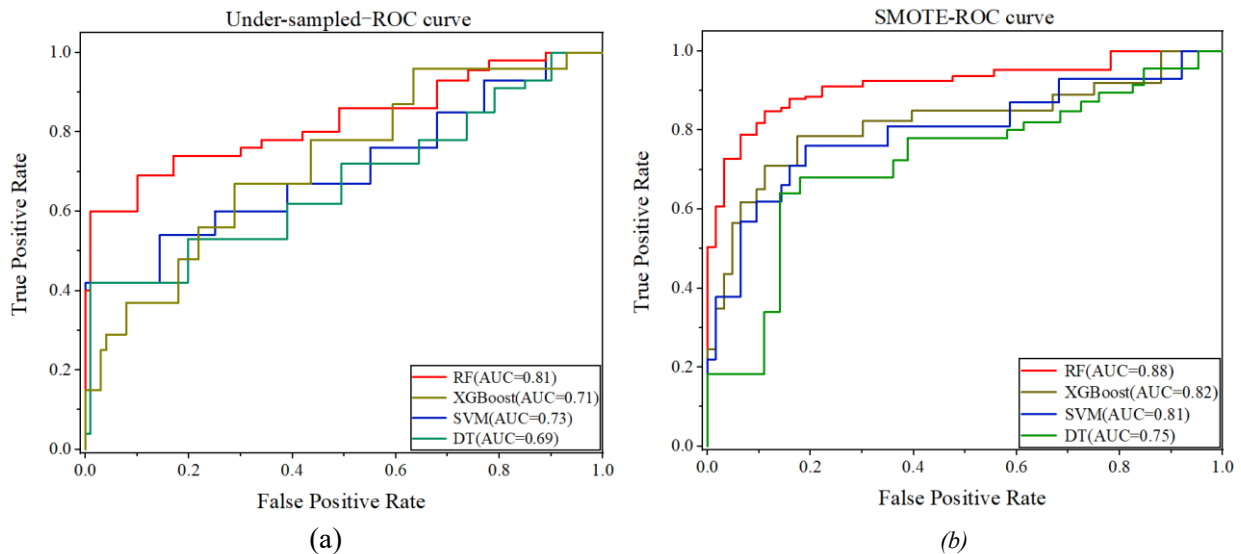 Under-sampled-ROC curve
True Positive Rate
1.0
0.8
0.6
0.4
0.2
0.0
RF(AUC=0.81)
XGBoost(AUC=0.71)
SVM(AUC=0.73)
DT(AUC=0.69)
0.0 0.2 0.4 0.6 0.8 1.0
False Positive Rate
(a)
SMOTE-ROC curve
True Positive Rate
1.0
0.8
0.6
0.4
0.2
0.0
RF(AUC=0.88)
XGBoost(AUC=0.82)
SVM(AUC=0.81)
DT(AUC=0.75)
0.0 0.2 0.4 0.6 0.8 1.0
False Positive Rate
(b)